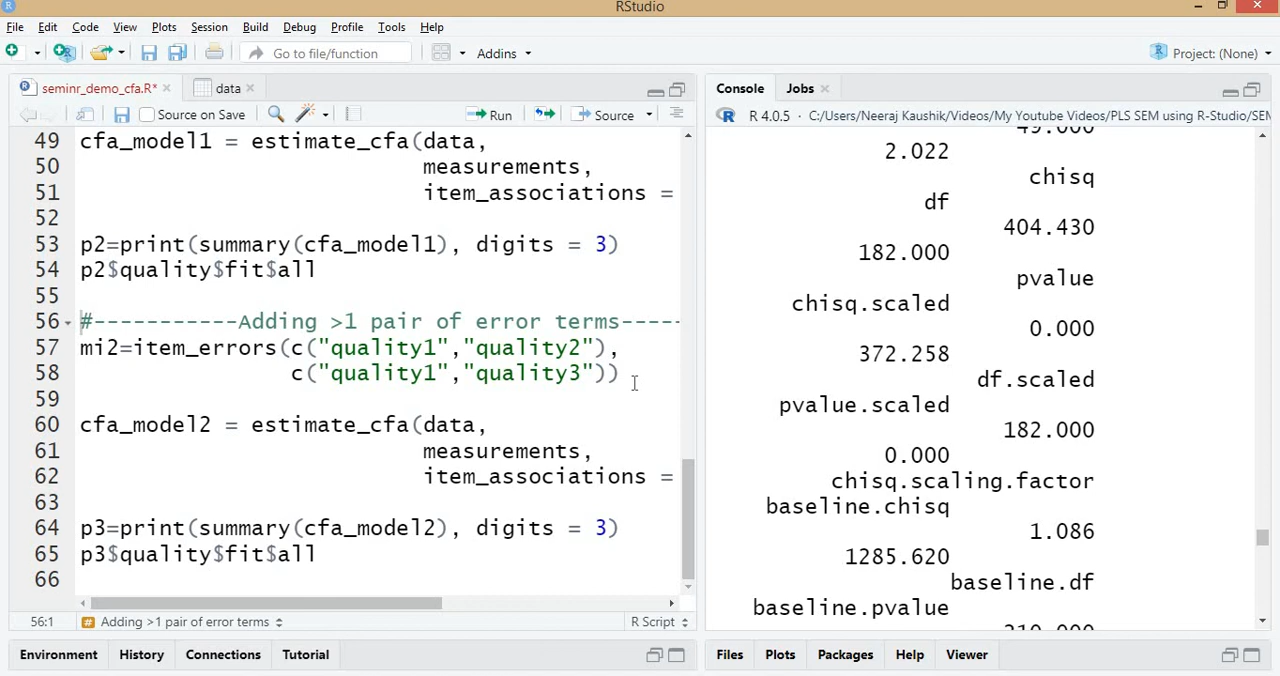 RStudio
File Edit Code View Plots Session Build Debug Profile Tools Help
Go to file/function Addins Project: (None)
seminr_demo_cfa.R* data
Source on Save Run Source
49 cfa_model1 = estimate_cfa(data,
50 measurements,
51 item_associations =
52
53 p2=print(summary(cfa_model1), digits = 3)
54 p2$quality$fit$all
55
56 #-----------Adding >1 pair of error terms-----
57 mi2=item_errors(c("quality1","quality2"),
58 c("quality1","quality3"))
59
60 cfa_model2 = estimate_cfa(data,
61 measurements,
62 item_associations =
63
64 p3=print(summary(cfa_model2), digits = 3)
65 p3$quality$fit$all
66
56:1 Adding >1 pair of error terms R Script
Environment History Connections Tutorial
Console Jobs
R 4.0.5 · C:/Users/Neeraj Kaushik/Videos/My Youtube Videos/PLS SEM using R-Studio/SEM
49.000
2.022
chisq
df
404.430
182.000
pvalue
chisq.scaled
0.000
372.258
df.scaled
pvalue.scaled
182.000
0.000
chisq.scaling.factor
baseline.chisq
1.086
1285.620
baseline.df
baseline.pvalue
210.000
Files Plots Packages Help Viewer